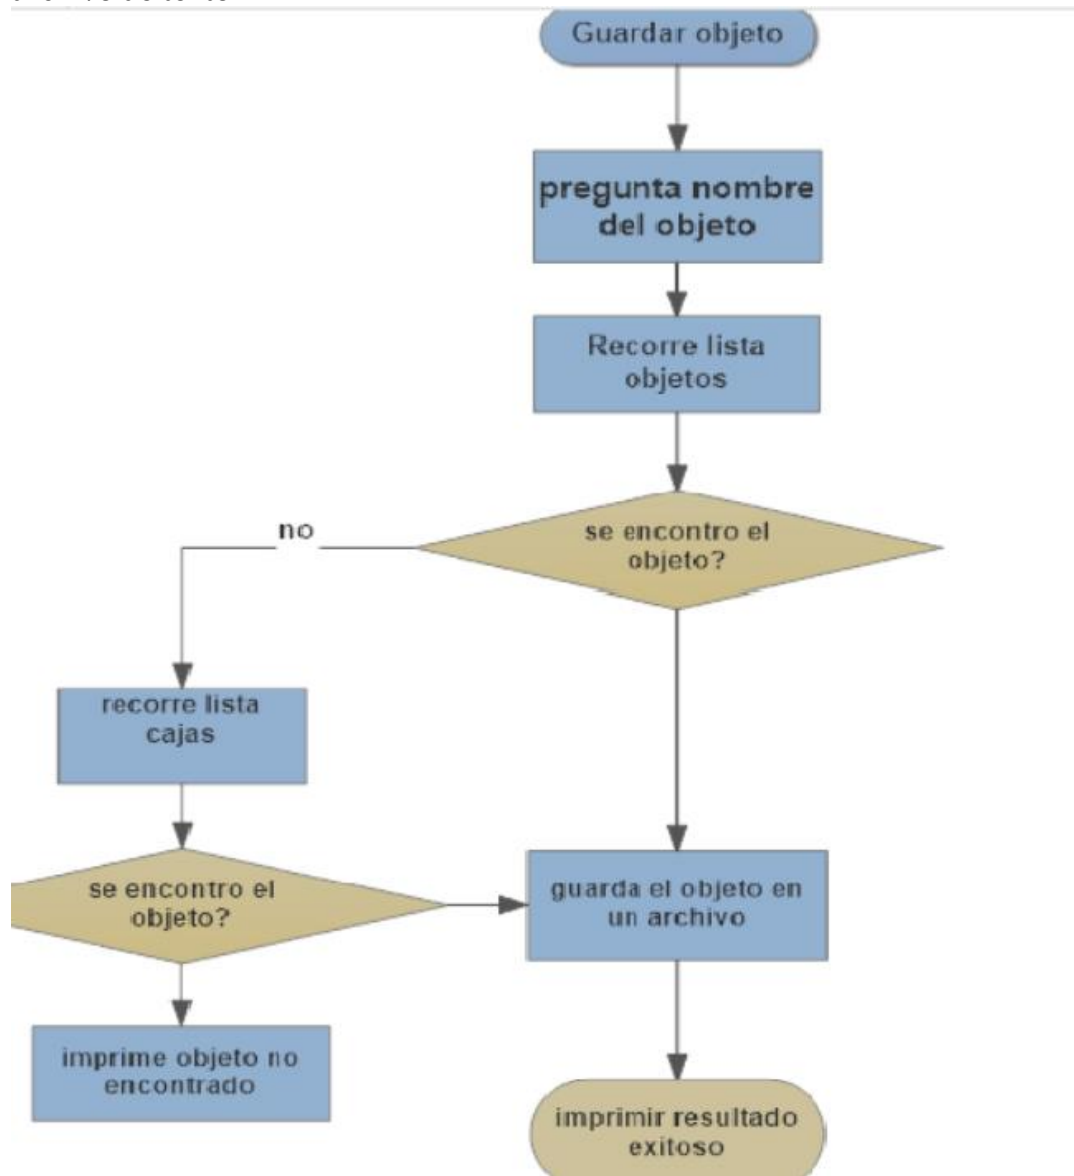 Guardar objeto
pregunta nombre
del objeto
Recorre lista
objetos
se encontro el
objeto?
no
recorre lista
cajas
se encontro el
objeto?
guarda el objeto en
un archivo
imprime objeto no
encontrado
imprimir resultado
exitoso